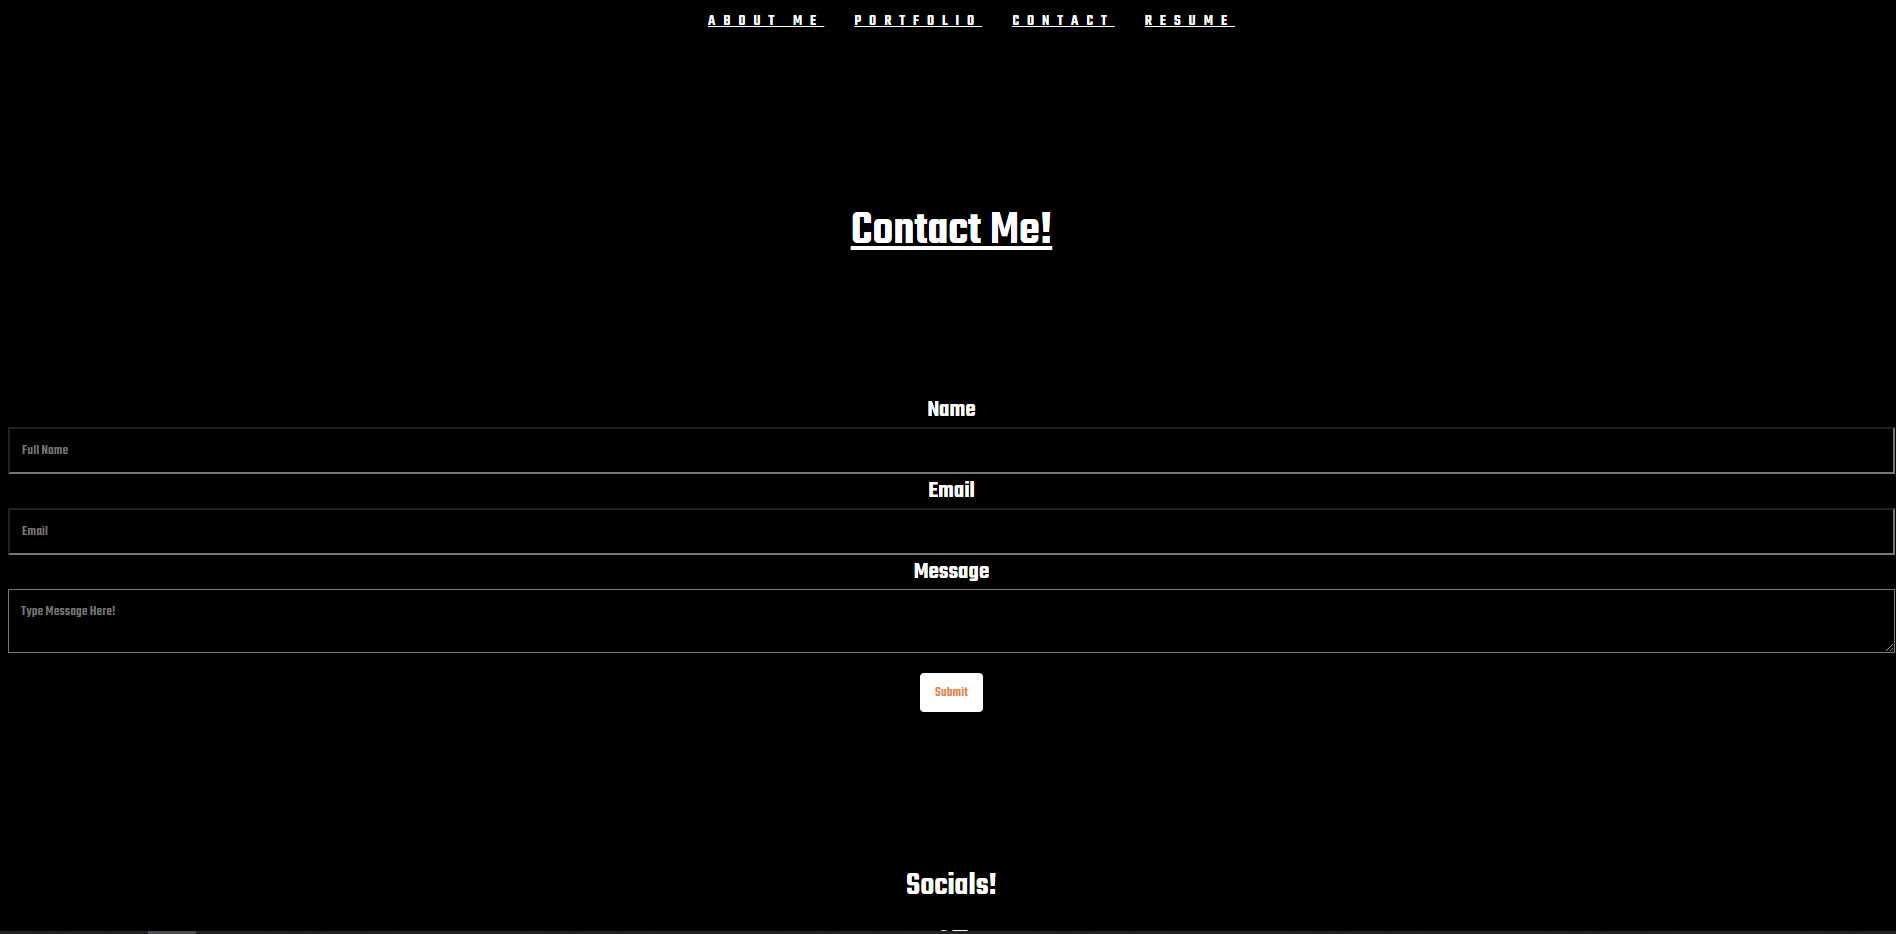 ABOUT ME PORTFOLIO CONTACT RESUME
Contact Me!
Name
Full Name
Email
Email
Message
Type Message Here!
Submit
Socials!